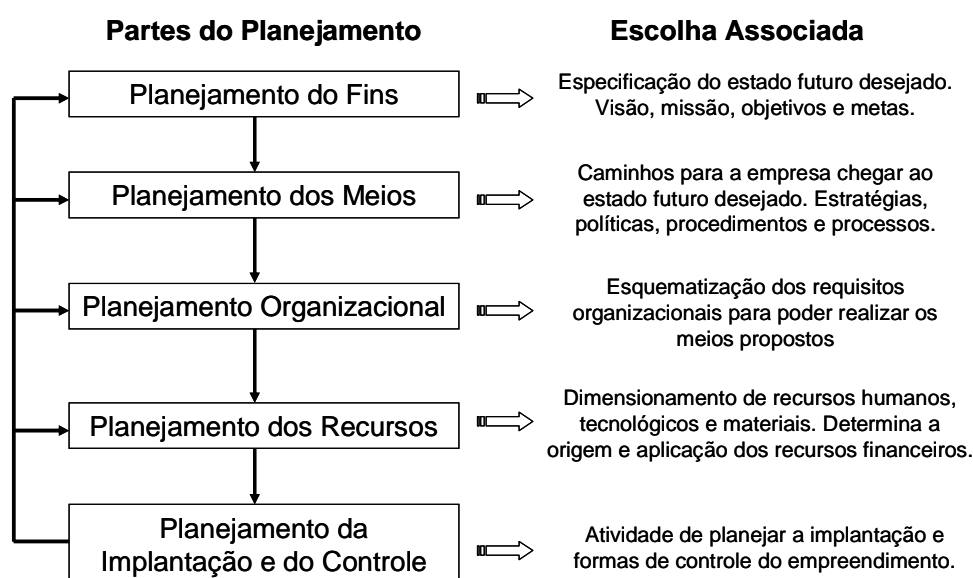 Partes do Planejamento
Escolha Associada
Planejamento do Fins
Especificação do estado futuro desejado.
Visão, missão, objetivos e metas.
Planejamento dos Meios
Caminhos para a empresa chegar ao
estado futuro desejado. Estratégias,
políticas, procedimentos e processos.
Planejamento Organizacional
Esquematização dos requisitos
organizacionais para poder realizar os
meios propostos
Planejamento dos Recursos
Dimensionamento de recursos humanos,
tecnológicos e materiais. Determina a
origem e aplicação dos recursos financeiros.
Planejamento da
Implantação e do Controle
Atividade de planejar a implantação e
formas de controle do empreendimento.